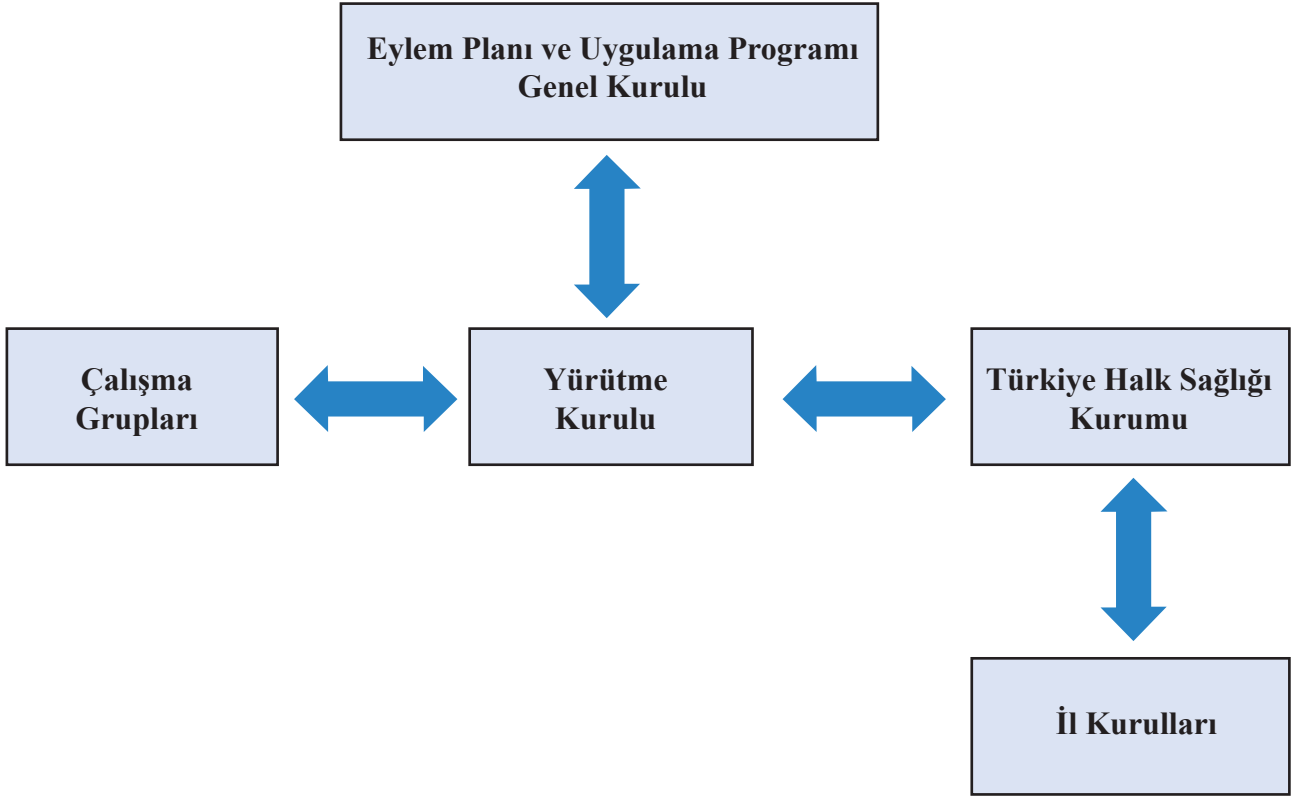 Eylem Planı ve Uygulama Programı
Genel Kurulu
Çalışma
Grupları
Yürütme
Kurulu
Türkiye Halk Sağlığı
Kurumu
İl Kurulları